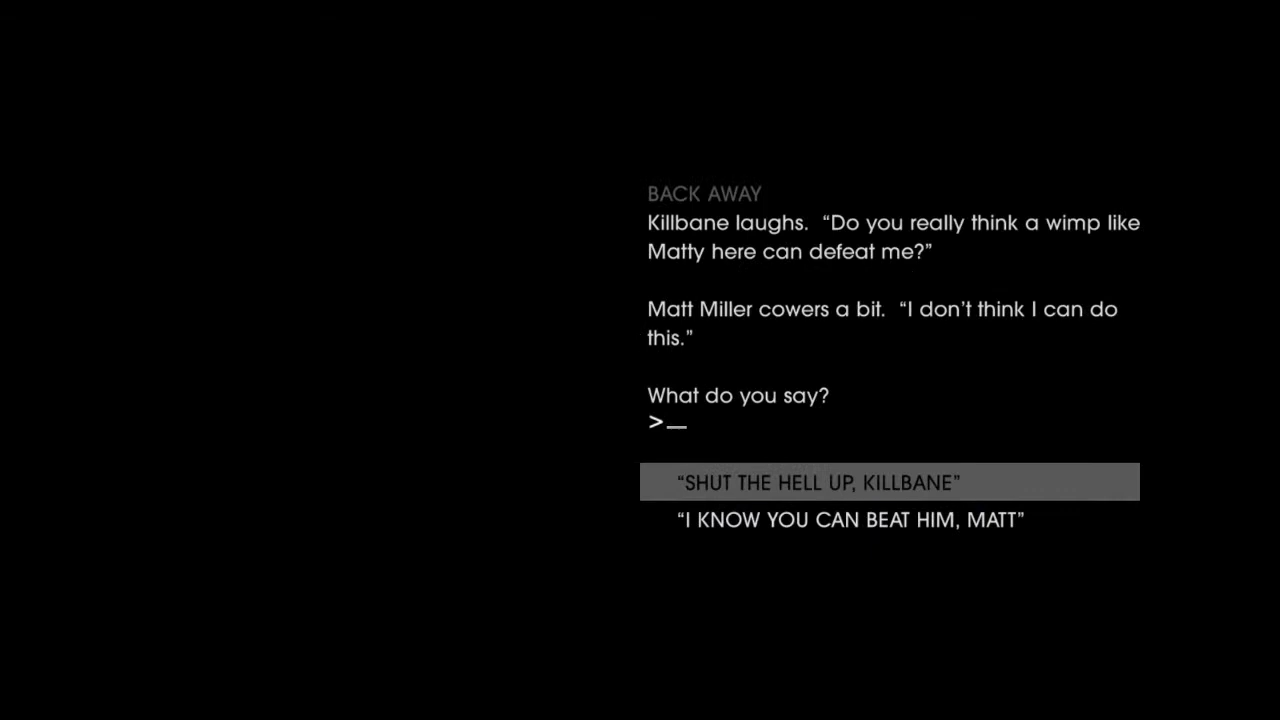 BACK AWAY
Killbane laughs.  “Do you really think a wimp like
Matty here can defeat me?”
Matt Miller cowers a bit.  “I don’t think I can do
this.”
What do you say?
>_
“SHUT THE HELL UP, KILLBANE”
“I KNOW YOU CAN BEAT HIM, MATT”